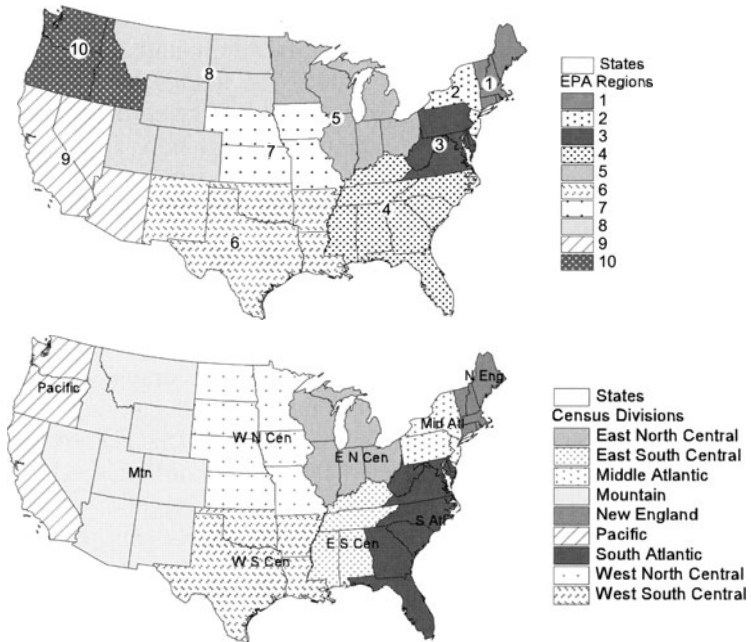 10
8
9
7
6
5
4
3
2
1
States
EPA Regions
1
2
3
4
5
6
7
8
9
10
Pacific
Mtn
W N Cen
W S Cen
E N Cen
E S Cen
Mid Atl
N Eng
S Atl
States
Census Divisions
East North Central
East South Central
Middle Atlantic
Mountain
New England
Pacific
South Atlantic
West North Central
West South Central